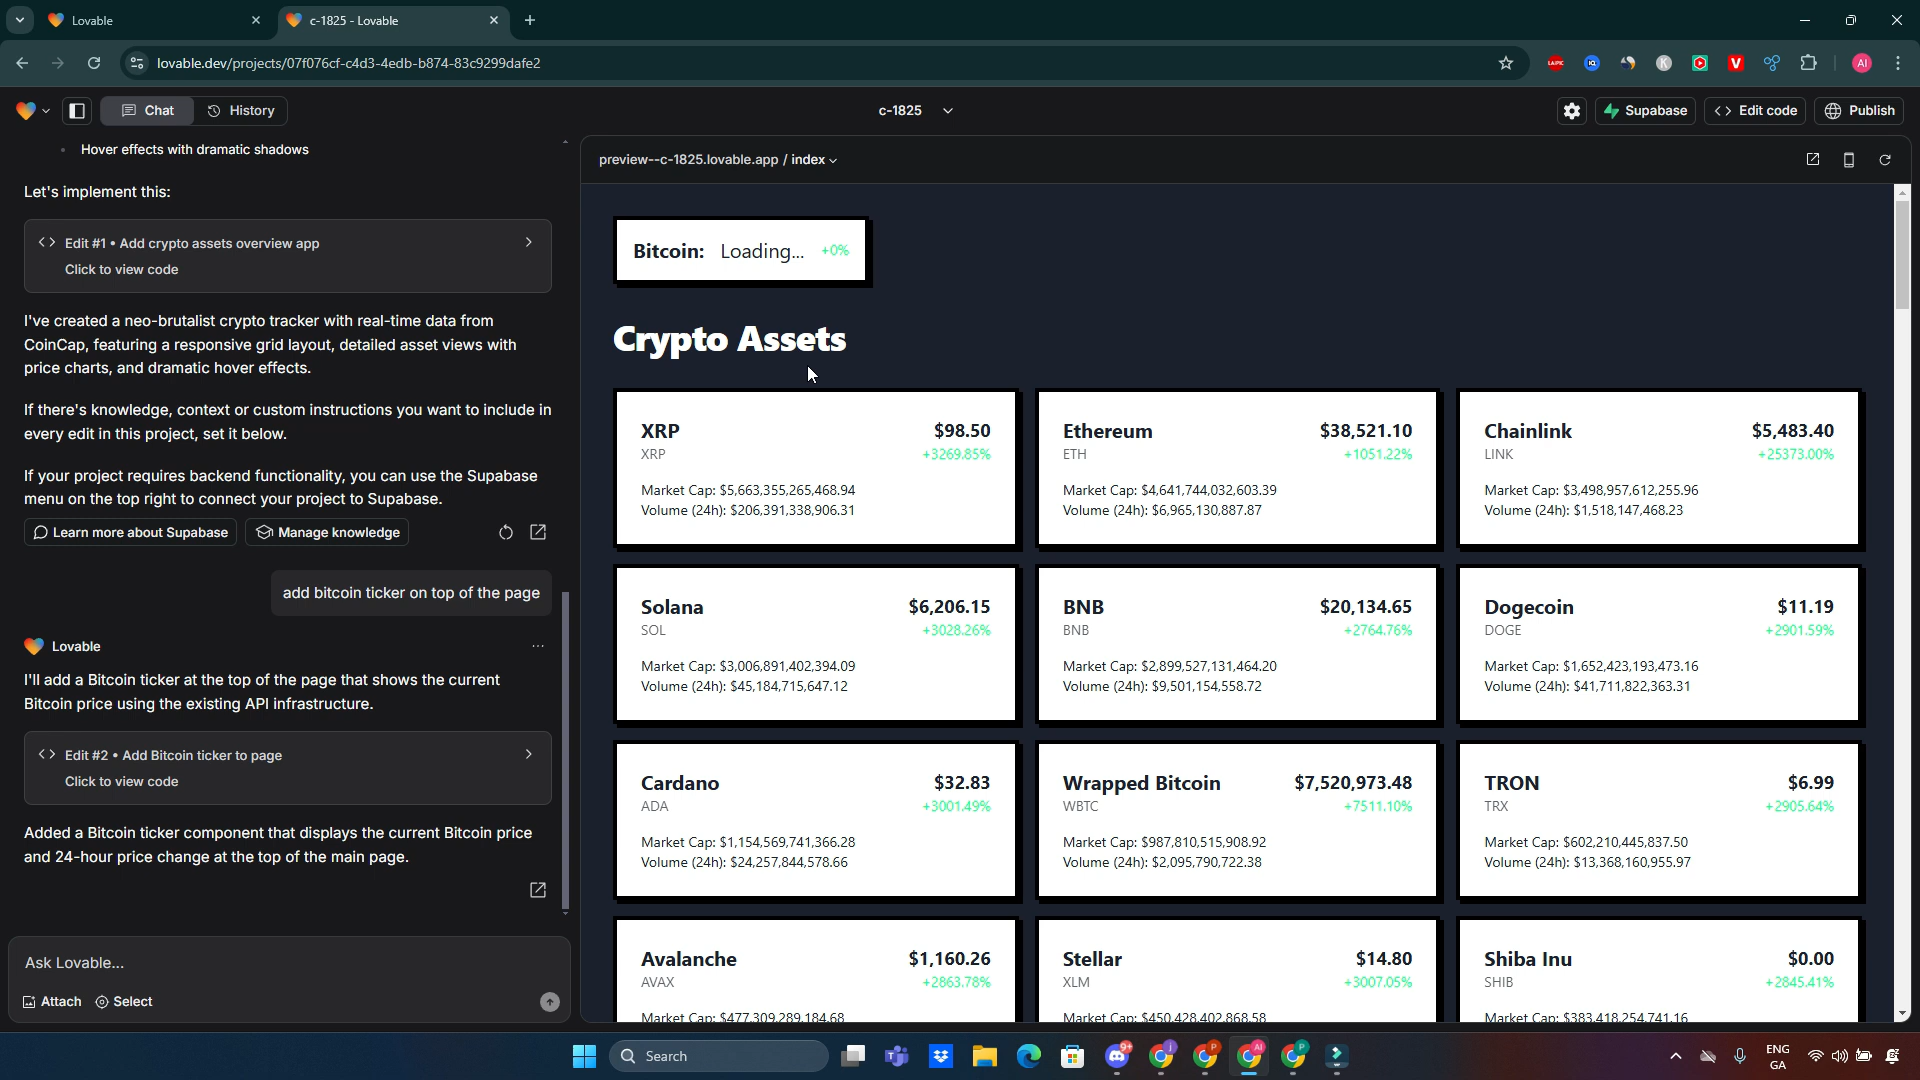 Lovable
c-1825 - Lovable
lovable.dev/projects/07f076cf-c4d3-4edb-b874-83c9299dafe2
Chat
History
c-1825
Supabase
Edit code
Publish
Hover effects with dramatic shadows
Let's implement this:
Edit #1 • Add crypto assets overview app
Click to view code
I've created a neo-brutalist crypto tracker with real-time data from
CoinCap, featuring a responsive grid layout, detailed asset views with
price charts, and dramatic hover effects.
If there's knowledge, context or custom instructions you want to include in
every edit in this project, set it below.
If your project requires backend functionality, you can use the Supabase
menu on the top right to connect your project to Supabase.
Learn more about Supabase
Manage knowledge
add bitcoin ticker on top of the page
Lovable
I'll add a Bitcoin ticker at the top of the page that shows the current
Bitcoin price using the existing API infrastructure.
Edit #2 • Add Bitcoin ticker to page
Click to view code
Added a Bitcoin ticker component that displays the current Bitcoin price
and 24-hour price change at the top of the main page.
Ask Lovable...
Attach
Select
preview--c-1825.lovable.app / index
Bitcoin: Loading... +0%
Crypto Assets
XRP $98.50
XRP +3269.85%
Market Cap: $5,663,355,265,468.94
Volume (24h): $206,391,338,906.31
Ethereum $38,521.10
ETH +1051.22%
Market Cap: $4,641,744,032,603.39
Volume (24h): $6,965,130,887.87
Chainlink $5,483.40
LINK +25373.00%
Market Cap: $3,498,957,612,255.96
Volume (24h): $1,518,147,468.23
Solana $6,206.15
SOL +3028.26%
Market Cap: $3,006,891,402,394.09
Volume (24h): $45,184,715,647.12
BNB $20,134.65
BNB +2764.76%
Market Cap: $2,899,527,131,464.20
Volume (24h): $9,501,154,558.72
Dogecoin $11.19
DOGE +2901.59%
Market Cap: $1,652,423,193,473.16
Volume (24h): $41,711,822,363.31
Cardano $32.83
ADA +3001.49%
Market Cap: $1,154,569,741,366.28
Volume (24h): $24,257,844,578.66
Wrapped Bitcoin $7,520,973.48
WBTC +7511.10%
Market Cap: $987,810,515,908.92
Volume (24h): $2,095,790,722.38
TRON $6.99
TRX +2905.64%
Market Cap: $602,210,445,837.50
Volume (24h): $13,368,160,955.97
Avalanche $1,160.26
AVAX +2863.78%
Market Cap: $477,309,289,184.68
Stellar $14.80
XLM +3007.05%
Market Cap: $450,428,402,868.58
Shiba Inu $0.00
SHIB +2845.41%
Market Cap: $383,418,254,741.16
Search
ENG
GA